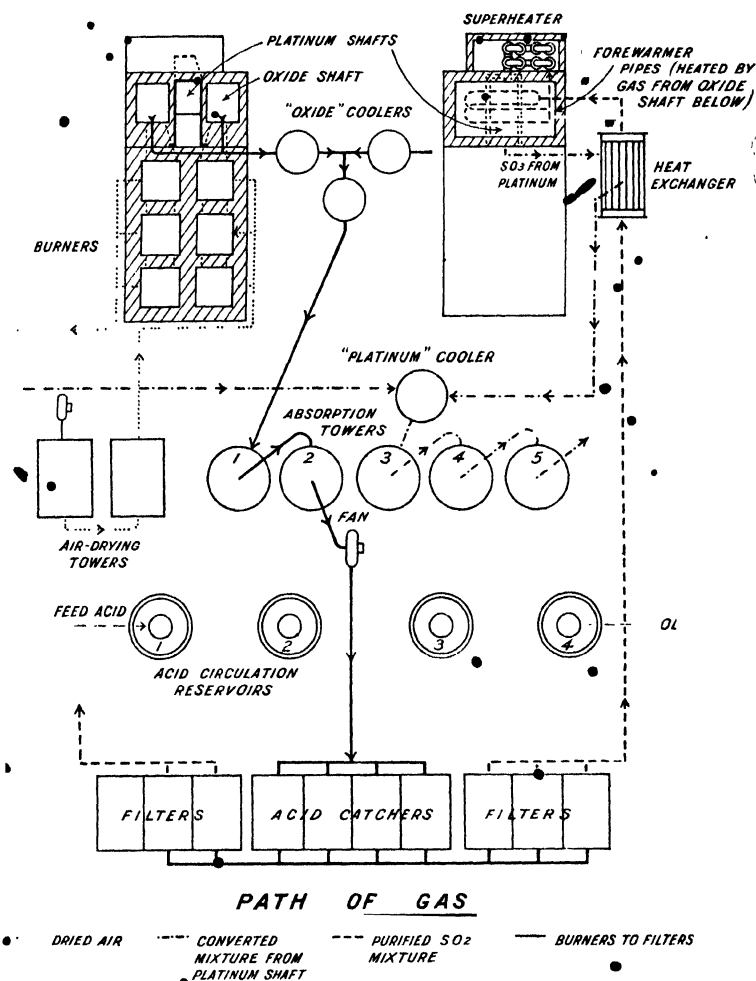 SUPERHEATER
PLATINUM SHAFTS
OXIDE SHAFT
"OXIDE" COOLERS
FOREWARMER
PIPES (HEATED BY
GAS FROM OXIDE
SHAFT BELOW)
SO3 FROM
PLATINUM
HEAT
EXCHANGER
BURNERS
"PLATINUM" COOLER
ABSORPTION
TOWERS
1 2 3 4 5
FAN
AIR-DRYING
TOWERS
FEED ACID
1 2 3 4
OL
ACID CIRCULATION
RESERVOIRS
FILTERS ACID CATCHERS FILTERS
PATH OF GAS
DRIED AIR
CONVERTED
MIXTURE FROM
PLATINUM SHAFT
PURIFIED SO2
MIXTURE
BURNERS TO FILTERS